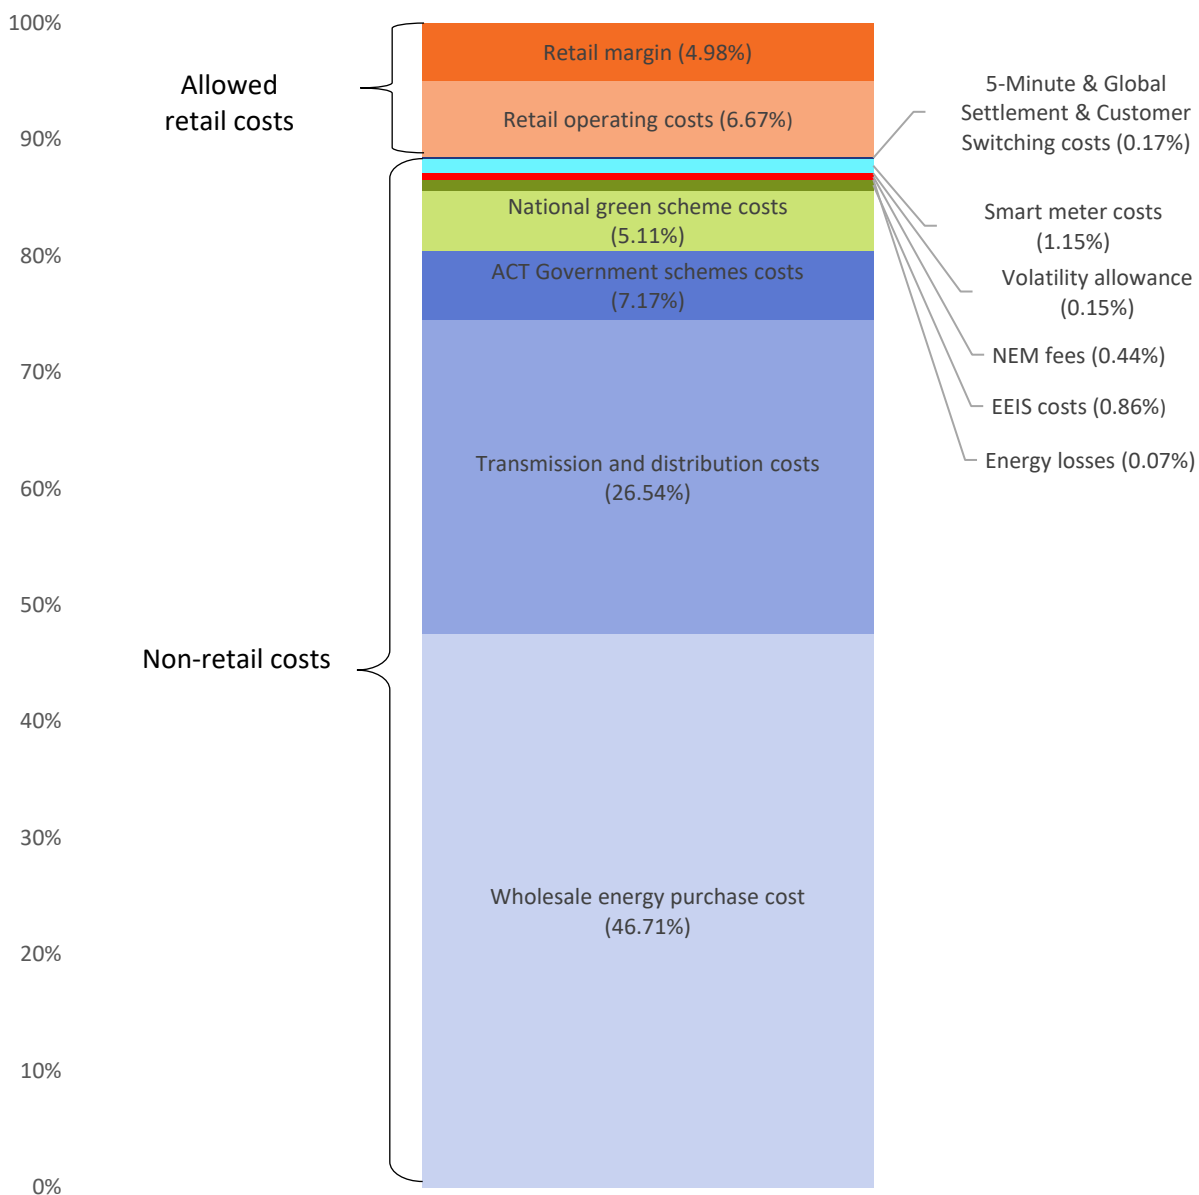 100%
90%
80%
70%
60%
50%
40%
30%
20%
10%
0%
Allowed
retail costs
Non-retail costs
Retail margin (4.98%)
Retail operating costs (6.67%)
National green scheme costs
(5.11%)
ACT Government schemes costs
(7.17%)
Transmission and distribution costs
(26.54%)
Wholesale energy purchase cost
(46.71%)
5-Minute & Global
Settlement & Customer
Switching costs (0.17%)
Smart meter costs
(1.15%)
Volatility allowance
(0.15%)
NEM fees (0.44%)
EEIS costs (0.86%)
Energy losses (0.07%)